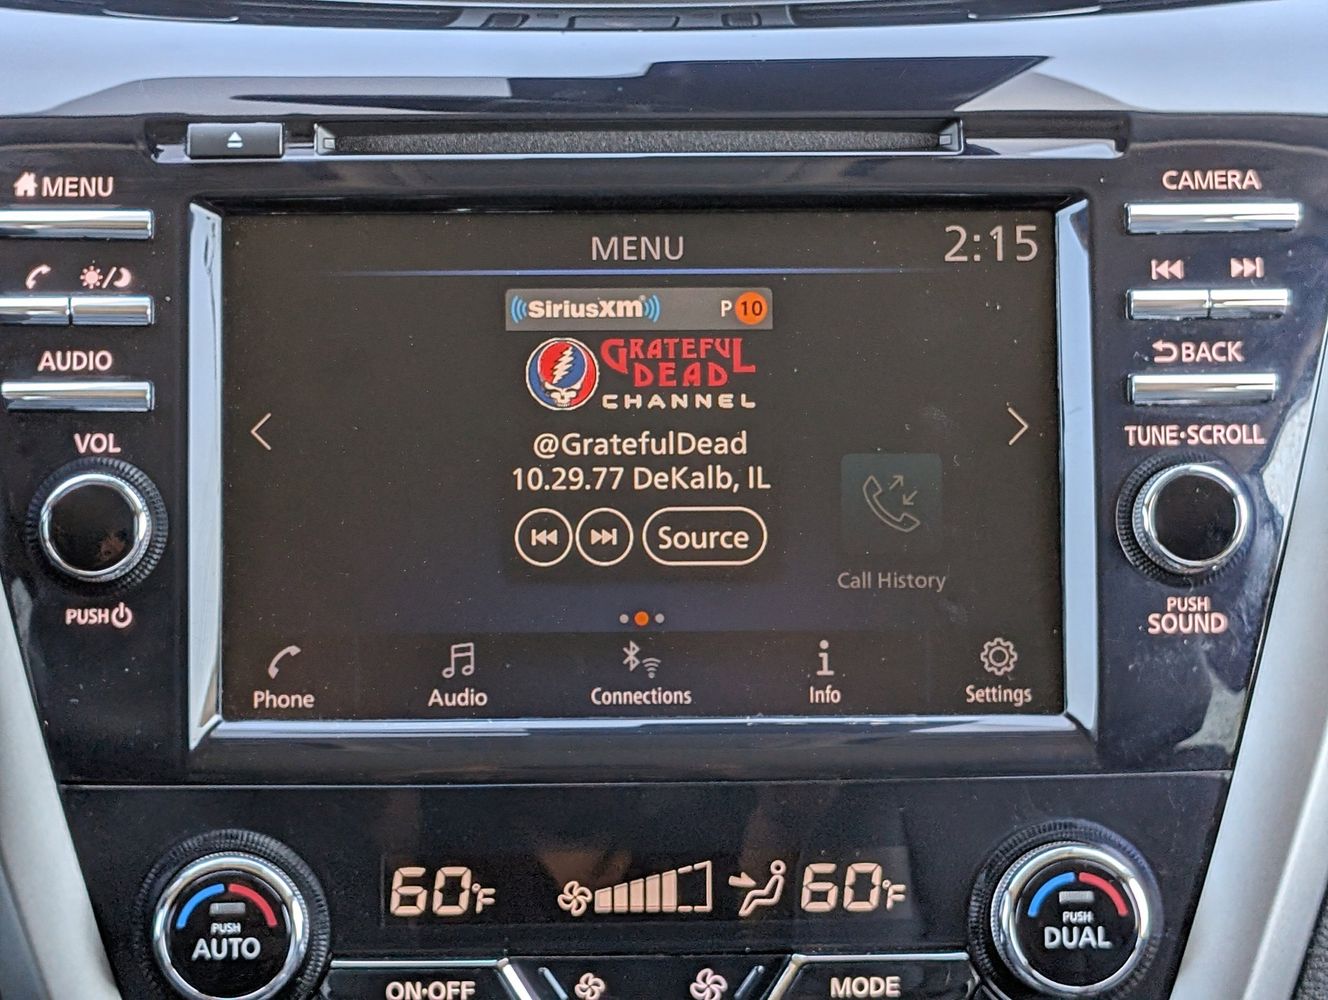 MENU
CAMERA
MENU
2:15
SiriusXM P 10
GRATEFUL
DEAD
CHANNEL
AUDIO
BACK
VOL
TUNE•SCROLL
@GratefulDead
10.29.77 DeKalb, IL
Source
Call History
PUSH
PUSH
SOUND
Phone
Audio
Connections
Info
Settings
60°F
60°F
PUSH
AUTO
PUSH
DUAL
ON•OFF
MODE